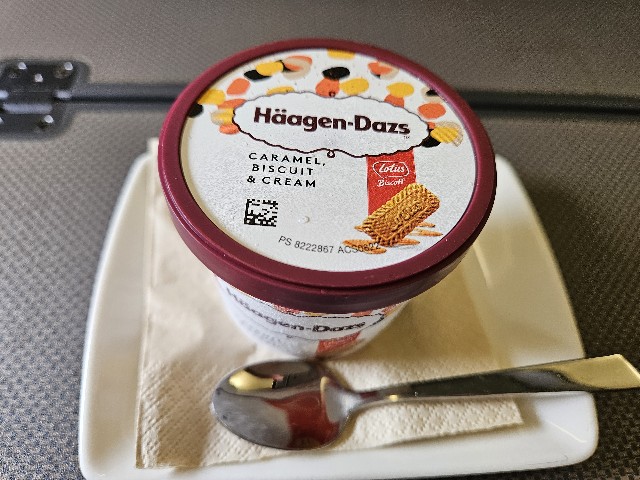 Häagen-Dazs
CARAMEL,
BISCUIT
& CREAM
Lotus
Biscoff
PS 8222867
Häagen-Dazs